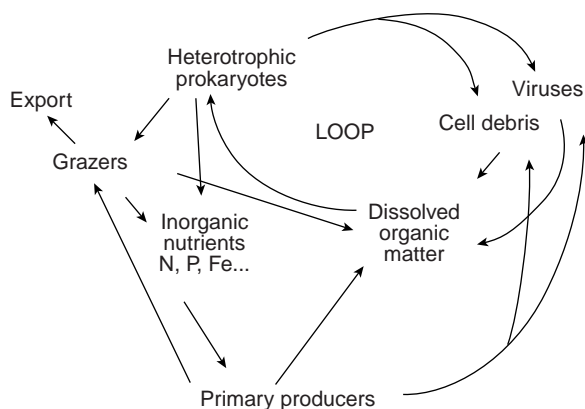 Heterotrophic
prokaryotes
Viruses
Export
Cell debris
LOOP
Grazers
Dissolved
organic
matter
Inorganic
nutrients
N, P, Fe...
Primary producers